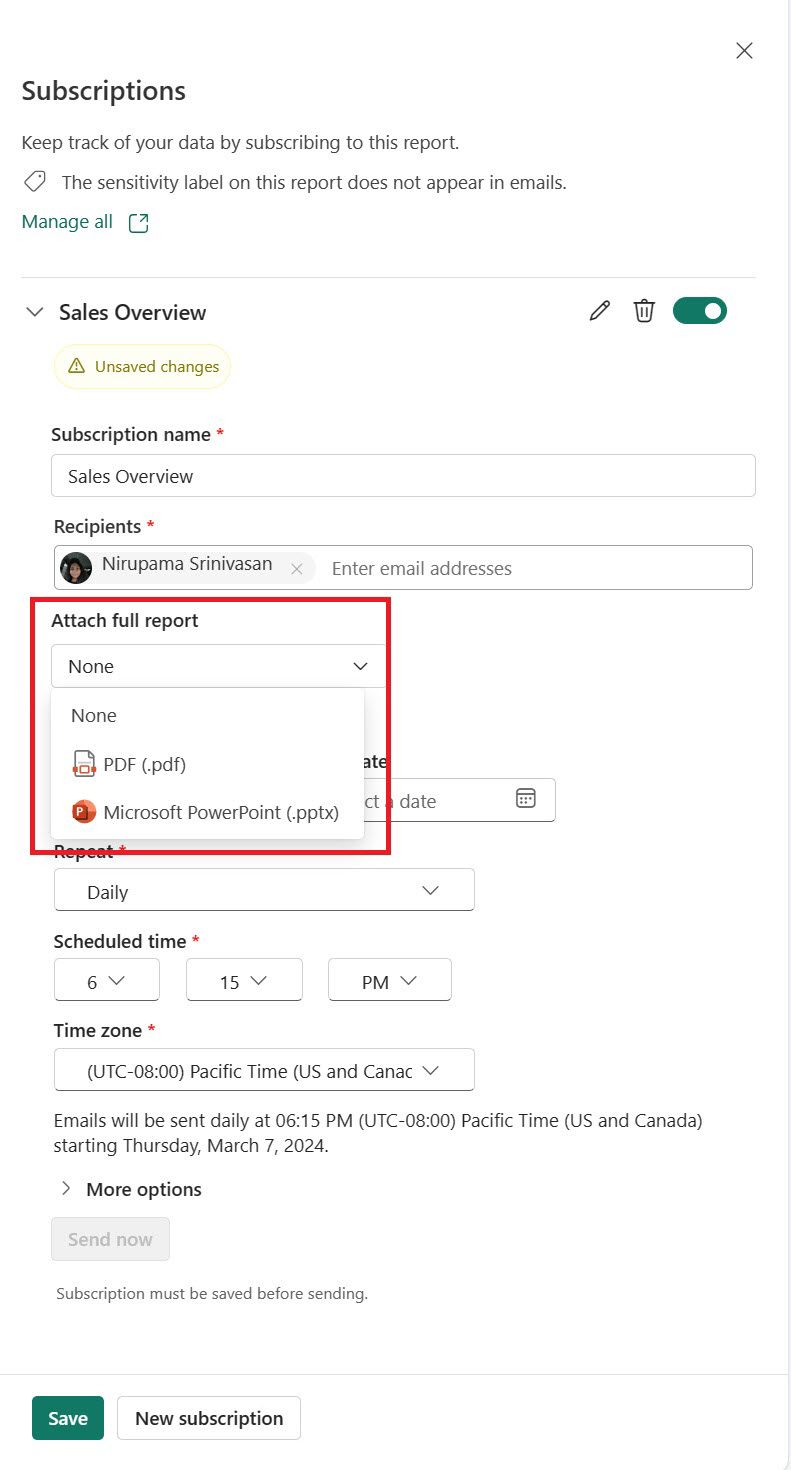 Subscriptions
Keep track of your data by subscribing to this report.
The sensitivity label on this report does not appear in emails.
Manage all
Sales Overview
Unsaved changes
Subscription name *
Sales Overview
Recipients *
Nirupama Srinivasan Enter email addresses
Attach full report
None
None
PDF (.pdf)
Microsoft PowerPoint (.pptx)
a date
Repeat *
Daily
Scheduled time *
6 15 PM
Time zone *
(UTC-08:00) Pacific Time (US and Canac
Emails will be sent daily at 06:15 PM (UTC-08:00) Pacific Time (US and Canada)
starting Thursday, March 7, 2024.
More options
Send now
Subscription must be saved before sending.
Save New subscription